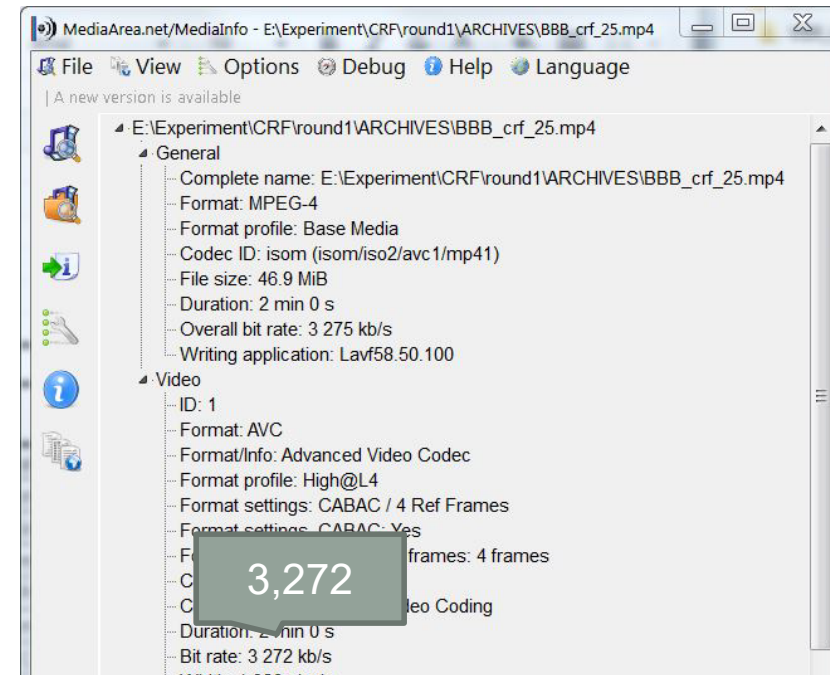 MediaArea.net/MediaInfo - E:\Experiment\CRF\round1\ARCHIVES\BBB_crf_25.mp4
File View Options Debug Help Language
| A new version is available
E:\Experiment\CRF\round1\ARCHIVES\BBB_crf_25.mp4
General
Complete name: E:\Experiment\CRF\round1\ARCHIVES\BBB_crf_25.mp4
Format: MPEG-4
Format profile: Base Media
Codec ID: isom (isom/iso2/avc1/mp41)
File size: 46.9 MiB
Duration: 2 min 0 s
Overall bit rate: 3 275 kb/s
Writing application: Lavf58.50.100
Video
ID: 1
Format: AVC
Format/Info: Advanced Video Codec
Format profile: High@L4
Format settings: CABAC / 4 Ref Frames
Format settings, CABAC: Yes
frames: 4 frames
3,272
Coding
Duration: 2 min 0 s
Bit rate: 3 272 kb/s